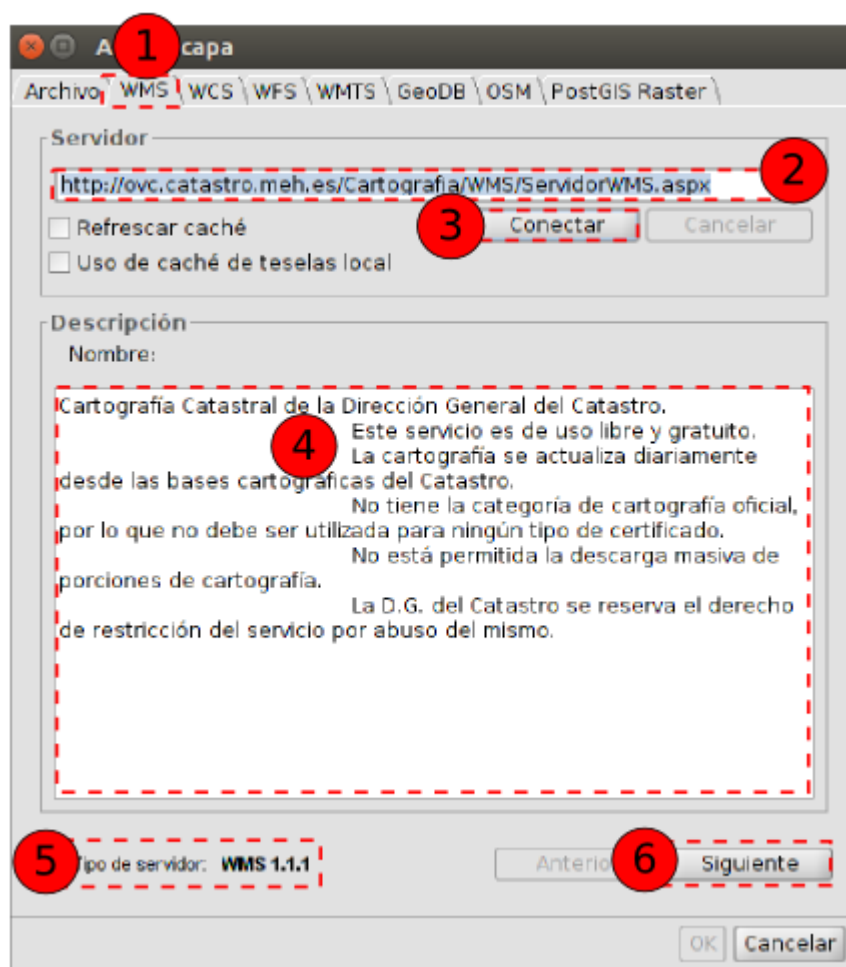 1
A capa
Archivo WMS WCS WFS WMTS GeoDB OSM PostGIS Raster
Servidor
http://ovc.catastro.meh.es/Cartografia/WMS/ServidorWMS.aspx
2
Refrescar caché
3
Conectar
Cancelar
Uso de caché de teselas local
Descripción
Nombre:
Cartografía Catastral de la Dirección General del Catastro.
4
Este servicio es de uso libre y gratuito.
La cartografía se actualiza diariamente
desde las bases cartográficas del Catastro.
No tiene la categoría de cartografía oficial,
por lo que no debe ser utilizada para ningún tipo de certificado.
No está permitida la descarga masiva de
porciones de cartografía.
La D.G. del Catastro se reserva el derecho
de restricción del servicio por abuso del mismo.
5
Tipo de servidor: WMS 1.1.1
Anterio
6
Siguiente
OK
Cancelar